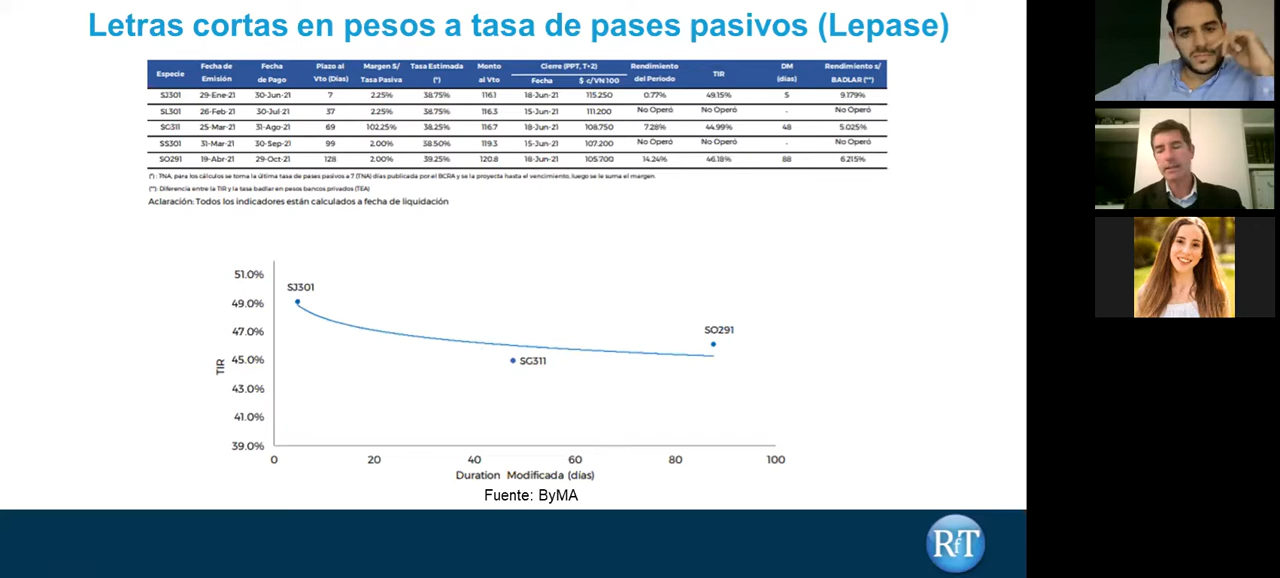 Letras cortas en pesos a tasa de pases pasivos (Lepase)
Especie Fecha de Emisión Fecha de Pago Plazo al Vto (Días) Margen S/ Tasa Pasiva Tasa Estimada (*) Monto al Vto Cierre (PPT, T+2) Fecha $ c/VN 100 Rendimiento del Período TIR DM (días) Rendimiento s/ BADLAR (**)
SJ301 29-Ene-21 30-Jun-21 7 2.25% 38.75% 116.1 18-Jun-21 115.250 0.77% 49.15% 5 9.179%
SL301 26-Feb-21 30-Jul-21 37 2.25% 38.75% 116.3 15-Jun-21 111.200 No Operó No Operó - No Operó
SG311 25-Mar-21 31-Ago-21 69 102.25% 38.25% 116.7 18-Jun-21 108.750 7.28% 44.99% 48 5.025%
SS301 31-Mar-21 30-Sep-21 99 2.00% 38.50% 119.3 15-Jun-21 107.200 No Operó No Operó - No Operó
SO291 19-Abr-21 29-Oct-21 128 2.00% 39.25% 120.8 18-Jun-21 105.700 14.24% 46.18% 88 6.215%
(*): TNA, para los cálculos se toma la última tasa de pases pasivos a 7 (TNA) días publicada por el BCRA y se la proyecta hasta el vencimiento, luego se le suma el margen.
(**): Diferencia entre la TIR y la tasa badlar en pesos bancos privados (TEA)
Aclaración: Todos los indicadores están calculados a fecha de liquidación
51.0%
SJ301
49.0%
47.0%
SO291
45.0%
SG311
TIR
43.0%
41.0%
39.0%
0 20 40 60 80 100
Duration Modificada (días)
Fuente: ByMA
RfT